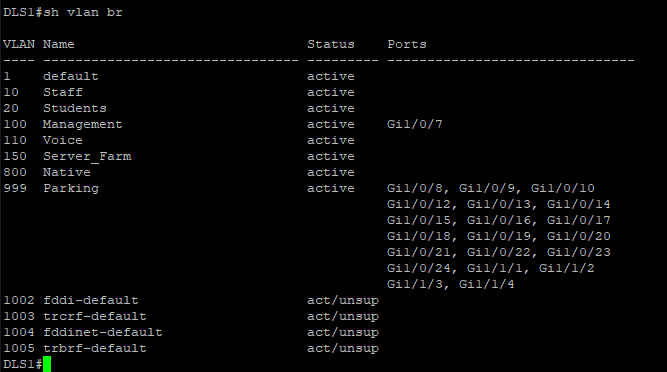 DLS1#sh vlan br
VLAN Name                             Status    Ports
---- -------------------------------- --------- -------------------------------
1    default                          active
10   Staff                            active
20   Students                         active
100  Management                       active    Gi1/0/7
110  Voice                            active
150  Server_Farm                      active
800  Native                           active
999  Parking                          active    Gi1/0/8, Gi1/0/9, Gi1/0/10
                                                Gi1/0/12, Gi1/0/13, Gi1/0/14
                                                Gi1/0/15, Gi1/0/16, Gi1/0/17
                                                Gi1/0/18, Gi1/0/19, Gi1/0/20
                                                Gi1/0/21, Gi1/0/22, Gi1/0/23
                                                Gi1/0/24, Gi1/1/1, Gi1/1/2
                                                Gi1/1/3, Gi1/1/4
1002 fddi-default                     act/unsup
1003 trcrf-default                    act/unsup
1004 fddinet-default                  act/unsup
1005 trbrf-default                    act/unsup
DLS1#